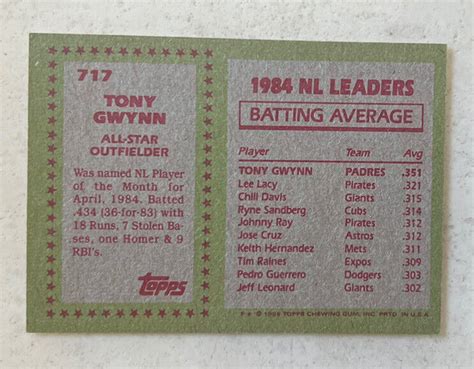 717
TONY
GWYNN
ALL-STAR
OUTFIELDER
Was named NL Player
of the Month for
April, 1984. Batted
.434 (36-for-83) with
18 Runs, 7 Stolen Ba-
ses, one Homer & 9
RBI's.
Topps
1984 NL LEADERS
BATTING AVERAGE
Player Team Avg
TONY GWYNN PADRES .351
Lee Lacy Pirates .321
Chili Davis Giants .315
Ryne Sandberg Cubs .314
Johnny Ray Pirates .312
Jose Cruz Astros .312
Keith Hernandez Mets .311
Tim Raines Expos .309
Pedro Guerrero Dodgers .303
Jeff Leonard Giants .302
© TOPPS CHEWING GUM, INC. PRTD. IN U.S.A.